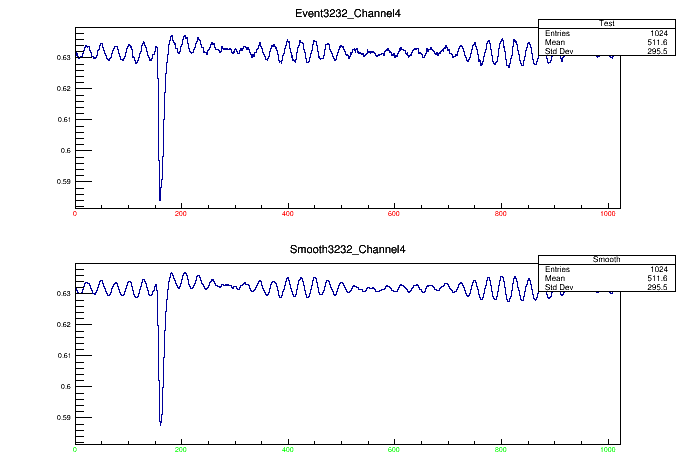 Event3232_Channel4
Test
Entries 1024
Mean 511.6
Std Dev 295.5
0.63
0.62
0.61
0.6
0.59
0 200 400 600 800 1000
Smooth3232_Channel4
Smooth
Entries 1024
Mean 511.6
Std Dev 295.5
0.63
0.62
0.61
0.6
0.59
0 200 400 600 800 1000